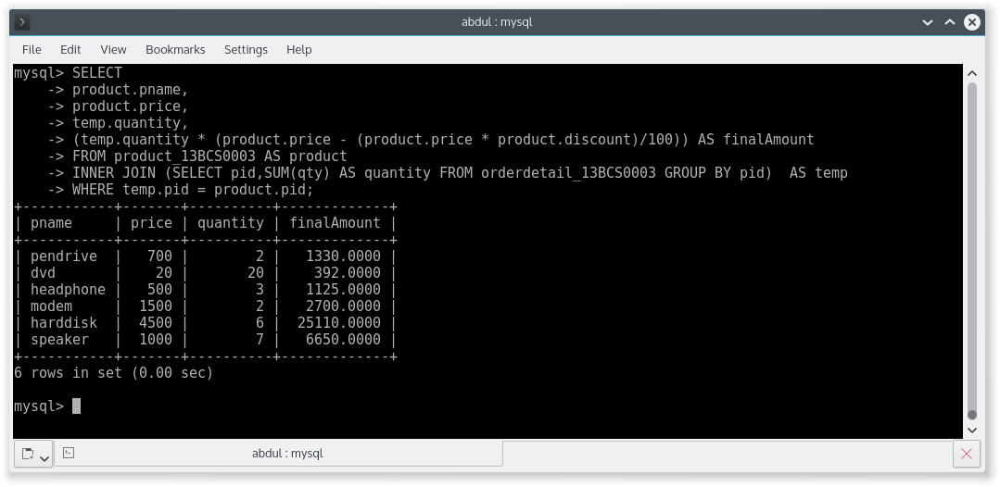 abdul : mysql
File Edit View Bookmarks Settings Help
mysql> SELECT
    -> product.pname,
    -> product.price,
    -> temp.quantity,
    -> (temp.quantity * (product.price - (product.price * product.discount)/100)) AS finalAmount
    -> FROM product_13BCS0003 AS product
    -> INNER JOIN (SELECT pid,SUM(qty) AS quantity FROM orderdetail_13BCS0003 GROUP BY pid)  AS temp
    -> WHERE temp.pid = product.pid;
+-----------+-------+----------+-------------+
| pname     | price | quantity | finalAmount |
+-----------+-------+----------+-------------+
| pendrive  |   700 |        2 |   1330.0000 |
| dvd       |    20 |       20 |    392.0000 |
| headphone |   500 |        3 |   1125.0000 |
| modem     |  1500 |        2 |   2700.0000 |
| harddisk  |  4500 |        6 |  25110.0000 |
| speaker   |  1000 |        7 |   6650.0000 |
+-----------+-------+----------+-------------+
6 rows in set (0.00 sec)
mysql>
abdul : mysql